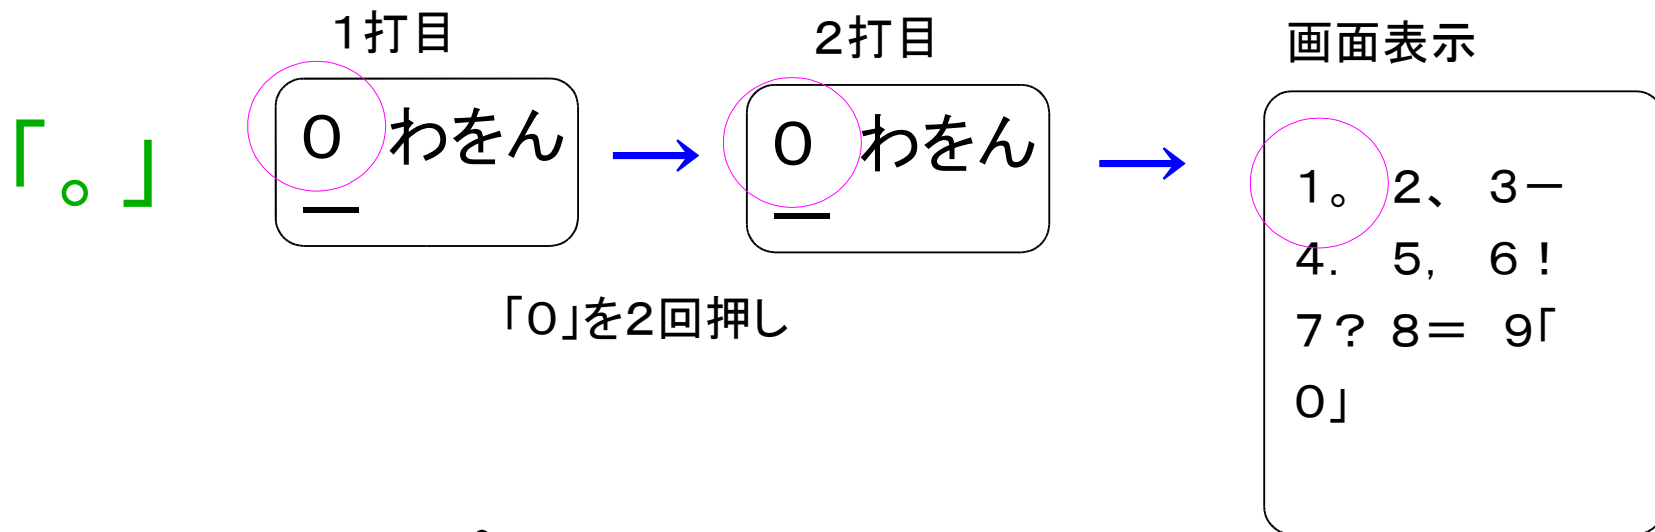 1打目
2打目
画面表示
「。」
0 わをん
0 わをん
1。 2、 3ー
4. 5, 6!
7? 8= 9「
0」
「0」を2回押し